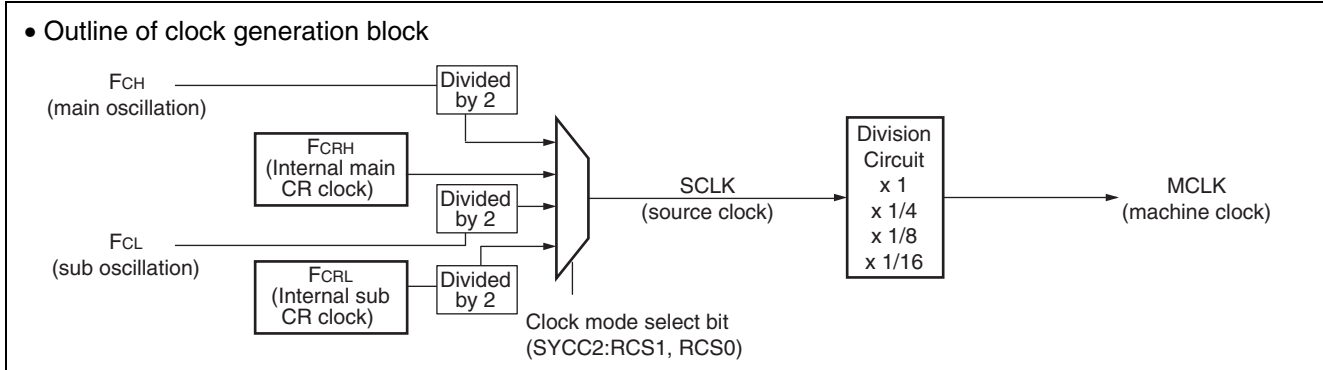 • Outline of clock generation block
FCH
(main oscillation)
Divided
by 2
FCRH
(Internal main
CR clock)
Divided
by 2
FCL
(sub oscillation)
FCRL
(Internal sub
CR clock)
Divided
by 2
Clock mode select bit
(SYCC2:RCS1, RCS0)
SCLK
(source clock)
Division
Circuit
x 1
x 1/4
x 1/8
x 1/16
MCLK
(machine clock)